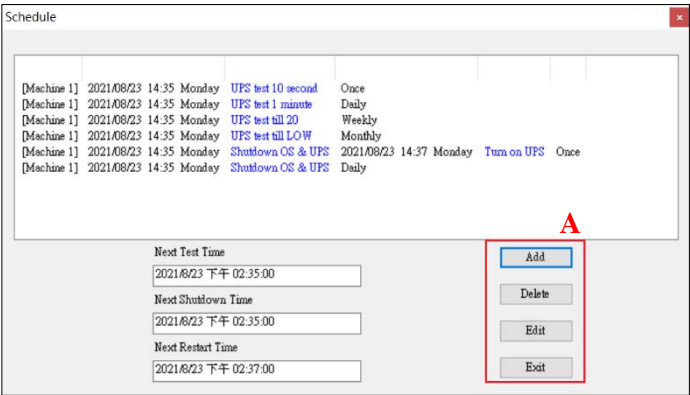 Schedule
[Machine 1] 2021/08/23 14:35 Monday UPS test 10 second Once
[Machine 1] 2021/08/23 14:35 Monday UPS test 1 minute Daily
[Machine 1] 2021/08/23 14:35 Monday UPS test till 20 Weekly
[Machine 1] 2021/08/23 14:35 Monday UPS test till LOW Monthly
[Machine 1] 2021/08/23 14:35 Monday Shutdown OS & UPS 2021/08/23 14:37 Monday Turn on UPS Once
[Machine 1] 2021/08/23 14:35 Monday Shutdown OS & UPS Daily
A
Next Test Time
2021/8/23 下午 02:35:00
Next Shutdown Time
2021/8/23 下午 02:35:00
Next Restart Time
2021/8/23 下午 02:37:00
Add
Delete
Edit
Exit